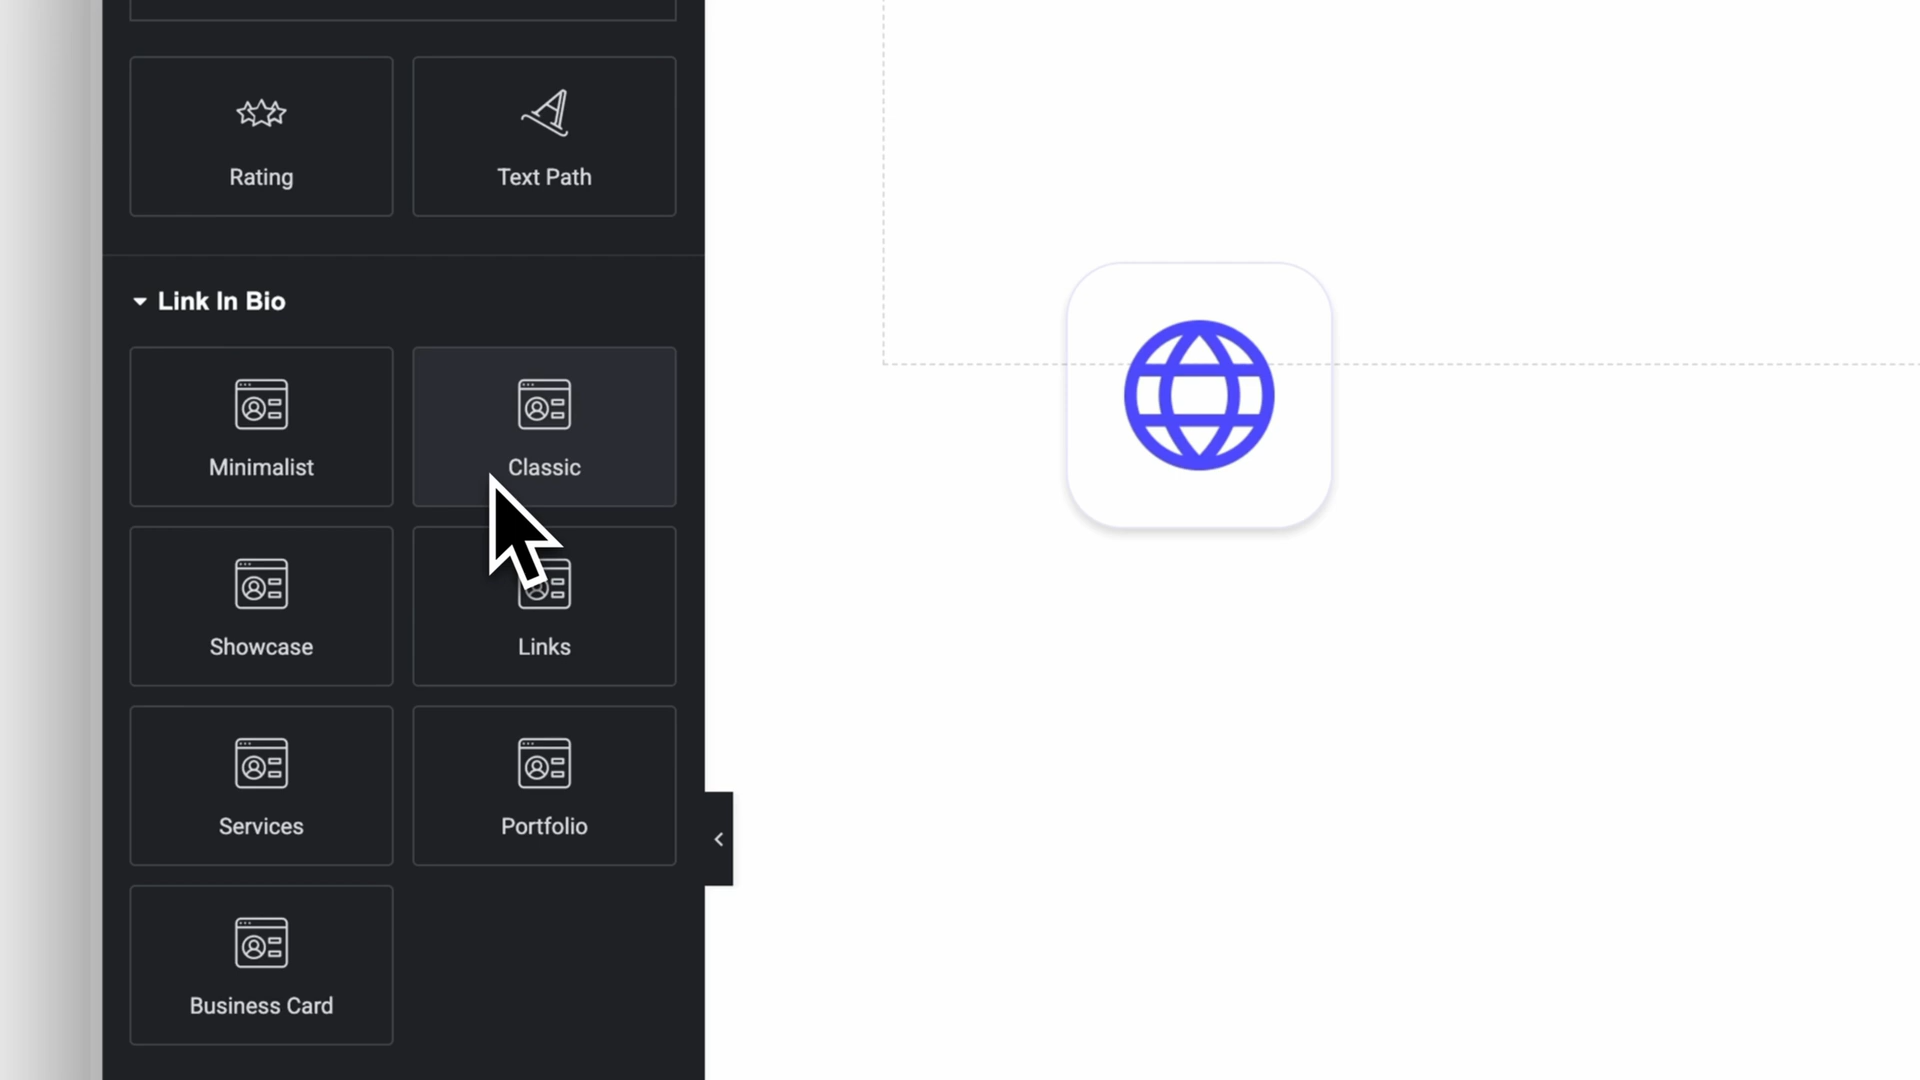 Rating
Text Path
Link In Bio
Minimalist
Classic
Showcase
Links
Services
Portfolio
Business Card